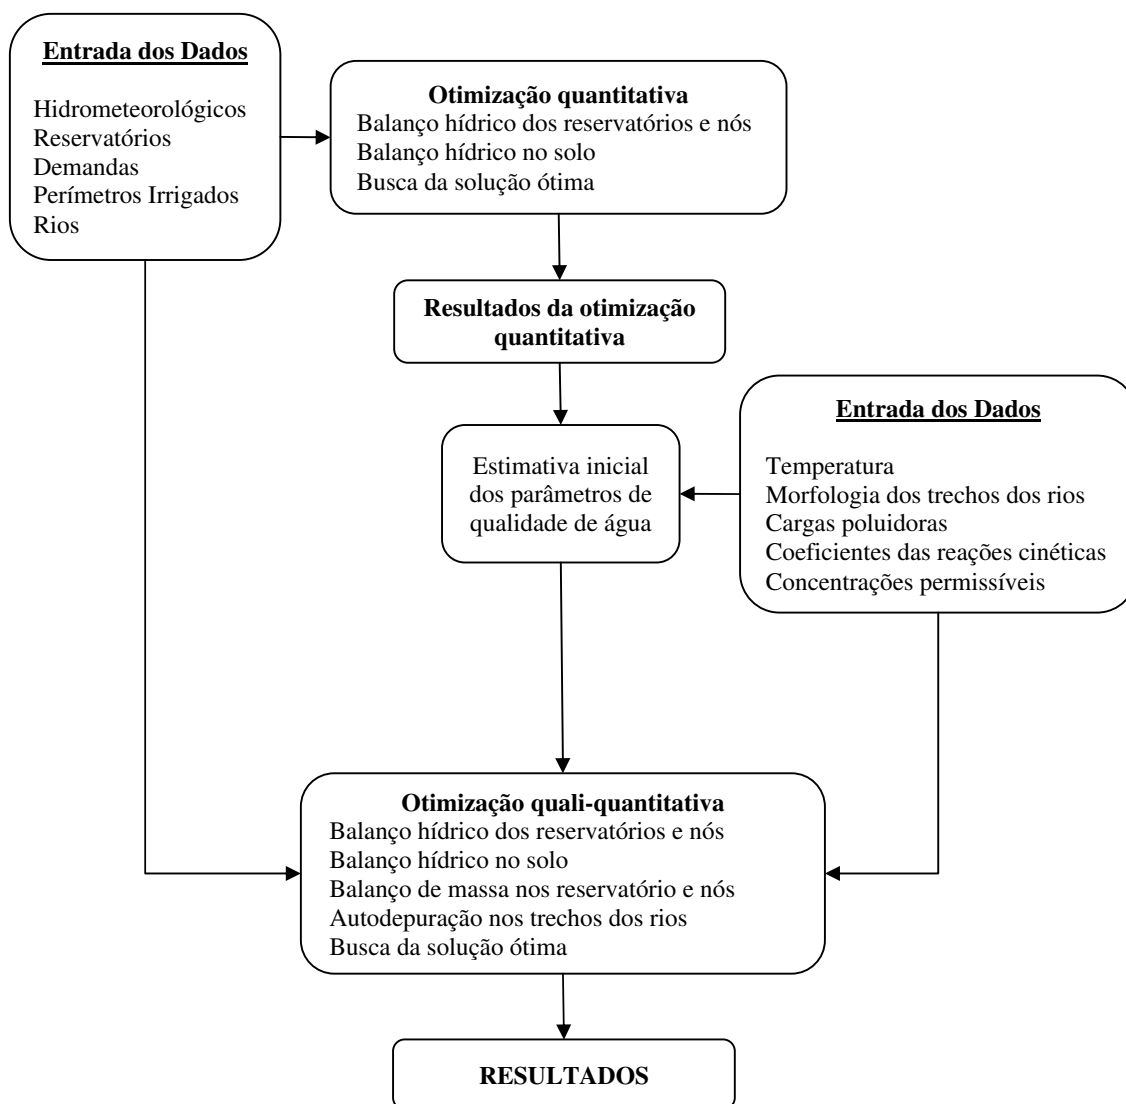 Entrada dos Dados
Hidrometeorológicos
Reservatórios
Demandas
Perímetros Irrigados
Rios
Otimização quantitativa
Balanço hídrico dos reservatórios e nós
Balanço hídrico no solo
Busca da solução ótima
Resultados da otimização
quantitativa
Estimativa inicial
dos parâmetros de
qualidade de água
Entrada dos Dados
Temperatura
Morfologia dos trechos dos rios
Cargas poluidoras
Coeficientes das reações cinéticas
Concentrações permissíveis
Otimização quali-quantitativa
Balanço hídrico dos reservatórios e nós
Balanço hídrico no solo
Balanço de massa nos reservatório e nós
Autodepuração nos trechos dos rios
Busca da solução ótima
RESULTADOS